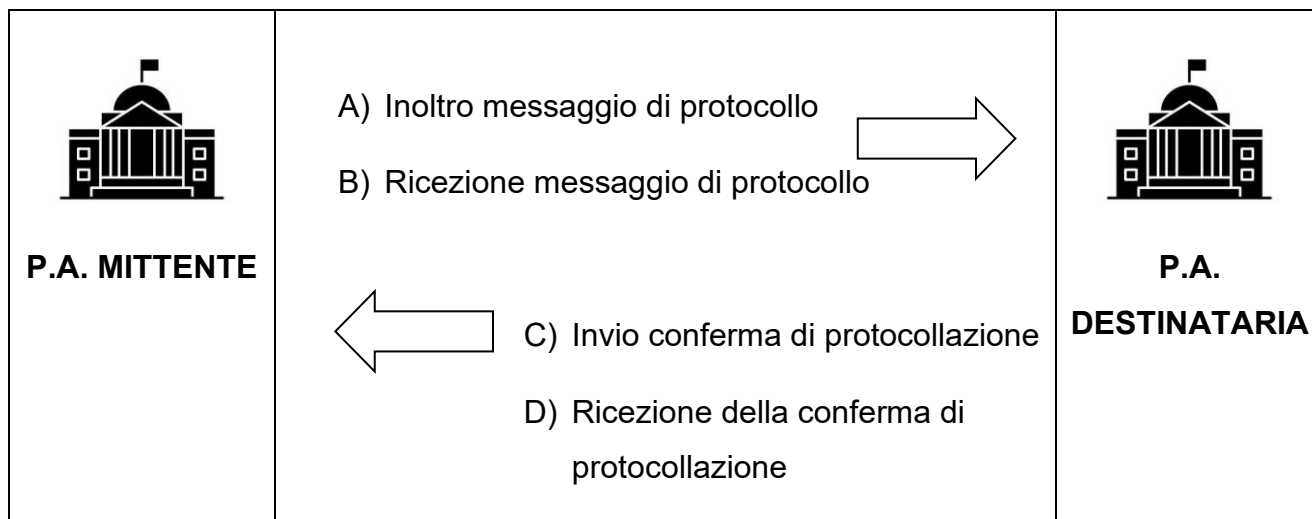 A) Inoltro messaggio di protocollo
B) Ricezione messaggio di protocollo
P.A. MITTENTE
P.A.
DESTINATARIA
C) Invio conferma di protocollazione
D) Ricezione della conferma di
protocollazione